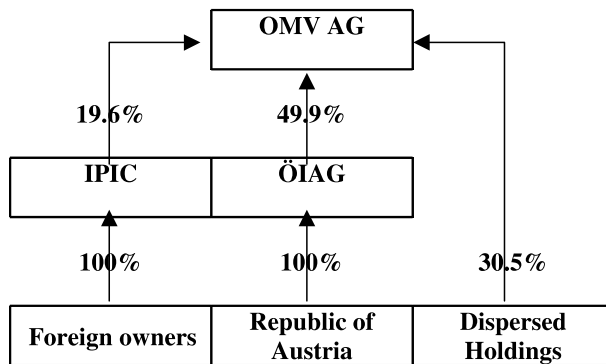 OMV AG
19.6%
49.9%
IPIC
ÖIAG
100%
100%
30.5%
Foreign owners
Republic of
Austria
Dispersed
Holdings